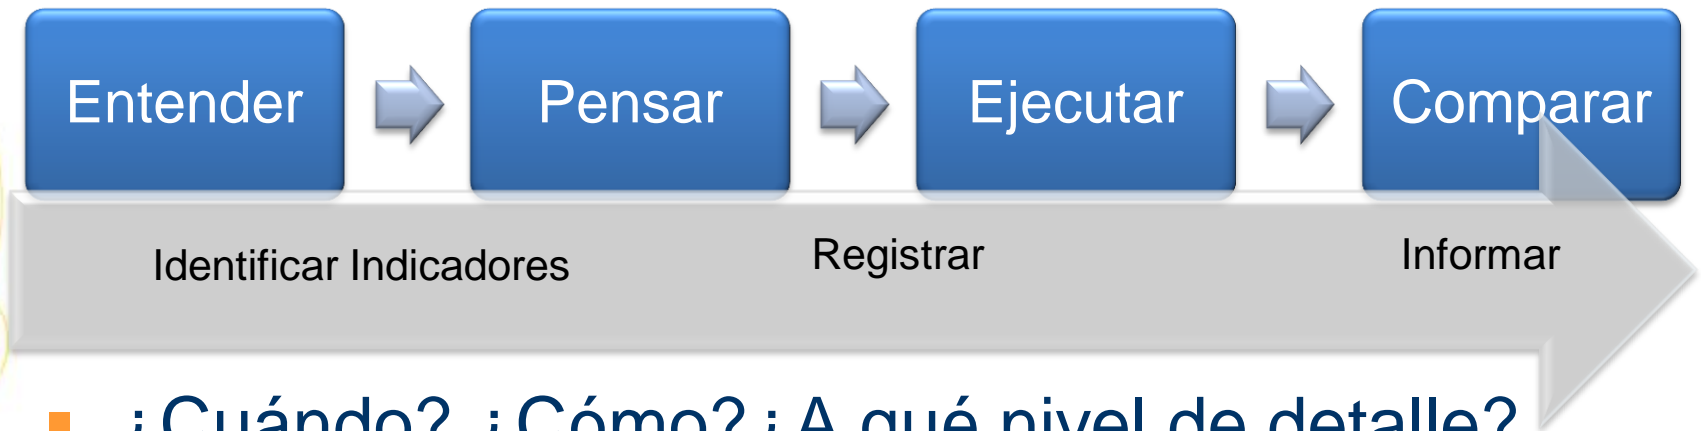 Entender
Pensar
Ejecutar
Comparar
Identificar Indicadores
Registrar
Informar
¿Cuándo? ¿Cómo? ¿A qué nivel de detalle?